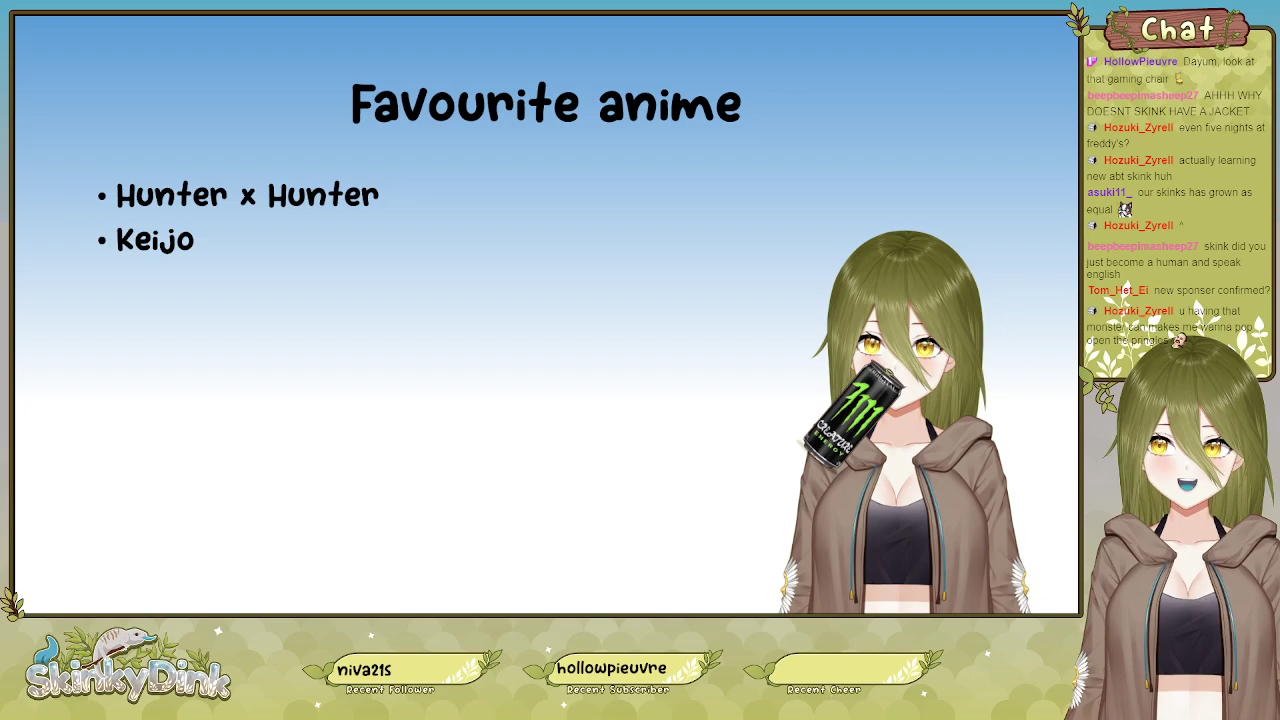 Favourite anime
• Hunter x Hunter
• Keijo
CREATURE
ENERGY
Chat
HollowPieuvre Dayum, look at
that gaming chair
beepbeepimasheep27 AHHH WHY
DOESNT SKINK HAVE A JACKET
Hozuki_Zyrell even five nights at
freddy's?
Hozuki_Zyrell actually learning
new abt skink huh
asuki11_ our skinks has grown as
equal
Hozuki_Zyrell ^
beepbeepimasheep27 skink did you
just become a human and speak
english
Tom_Het_Ei new sponser confirmed?
Hozuki_Zyrell u having that
monster can makes me wanna pop
open the pringles
SkinkyDink
niva21s
Recent Follower
hollowpieuvre
Recent Subscriber
Recent Cheer